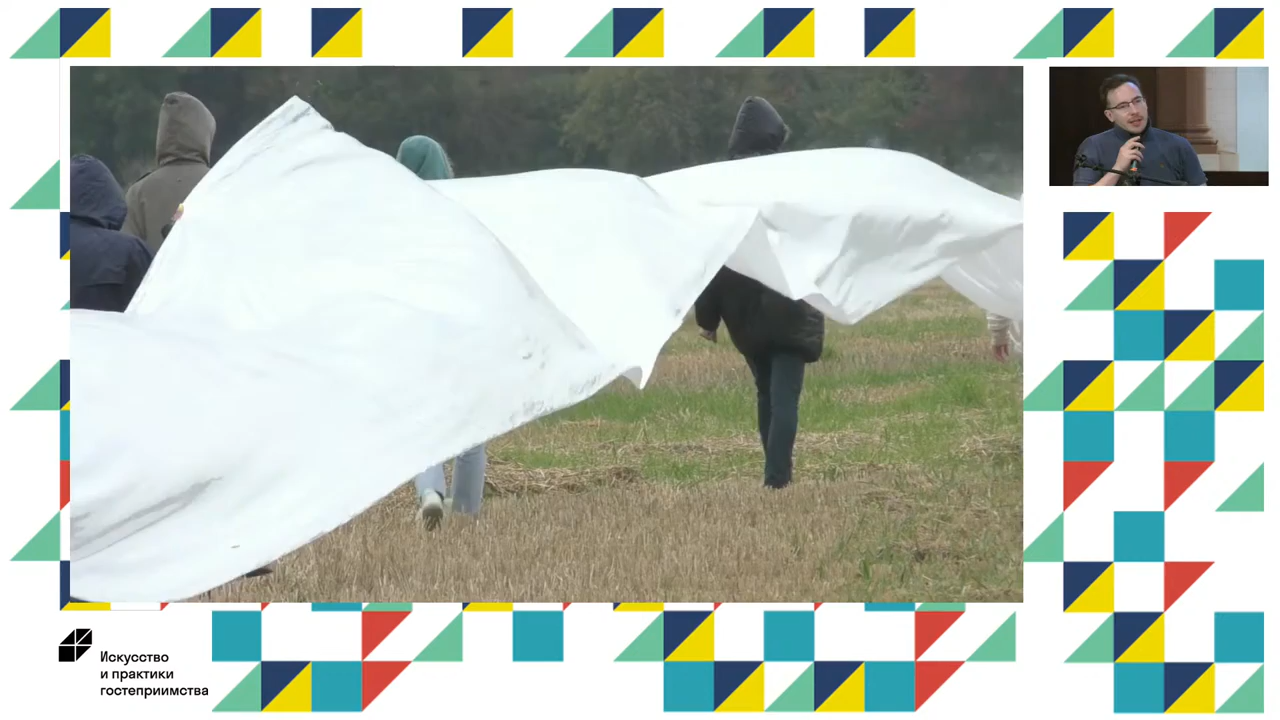 Искусство
и практики
гостеприимства